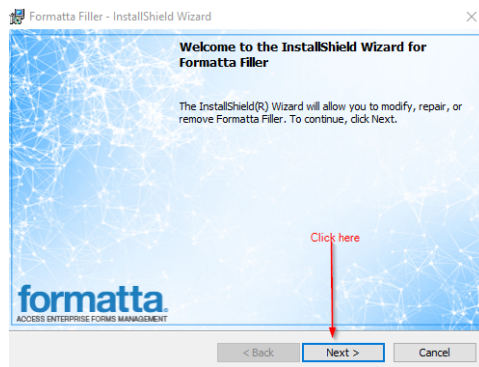 Formatta Filler - InstallShield Wizard
Welcome to the InstallShield Wizard for
Formatta Filler
The InstallShield(R) Wizard will allow you to modify, repair, or
remove Formatta Filler. To continue, click Next.
Click here
formatta
ACCESS ENTERPRISE FORMS MANAGEMENT
< Back
Next >
Cancel